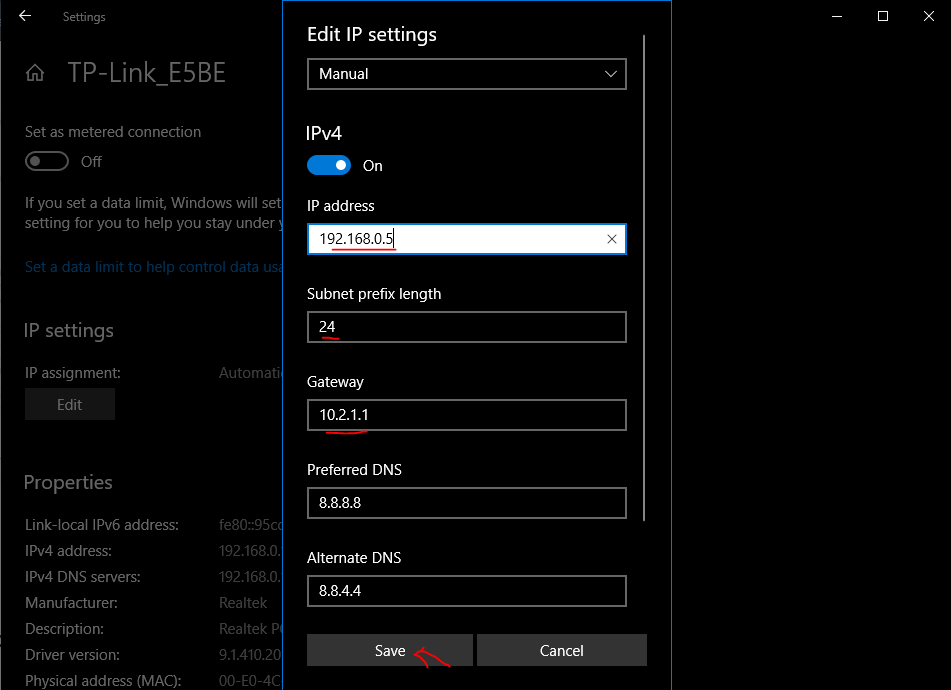 Settings
TP-Link_E5BE
Set as metered connection
Off
If you set a data limit, Windows will set
setting for you to help you stay under
Set a data limit to help control data
IP settings
IP assignment:
Edit
Properties
Link-local IPv6 address: fe80::95
IPv4 address: 192.168.0.
IPv4 DNS servers: 192.168.0.
Manufacturer: Realtek
Description: Realtek
Driver version: 9.1.410.20
Physical address (MAC): 00-E0-4C
Edit IP settings
Manual
IPv4
On
IP address
192.168.0.5
Subnet prefix length
24
Gateway
10.2.1.1
Preferred DNS
8.8.8.8
Alternate DNS
8.8.4.4
Save Cancel